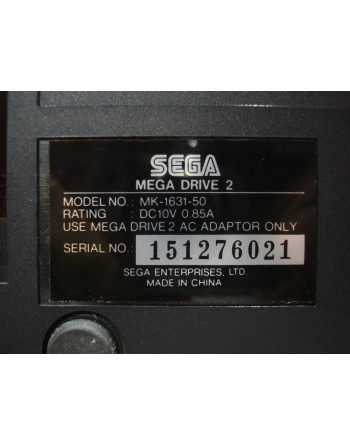 SEGA
MEGA DRIVE 2
MODEL NO. : MK-1631-50
RATING : DC10V 0.85A
USE MEGA DRIVE 2 AC ADAPTOR ONLY
SERIAL NO.: 151276021
SEGA ENTERPRISES, LTD.
MADE IN CHINA